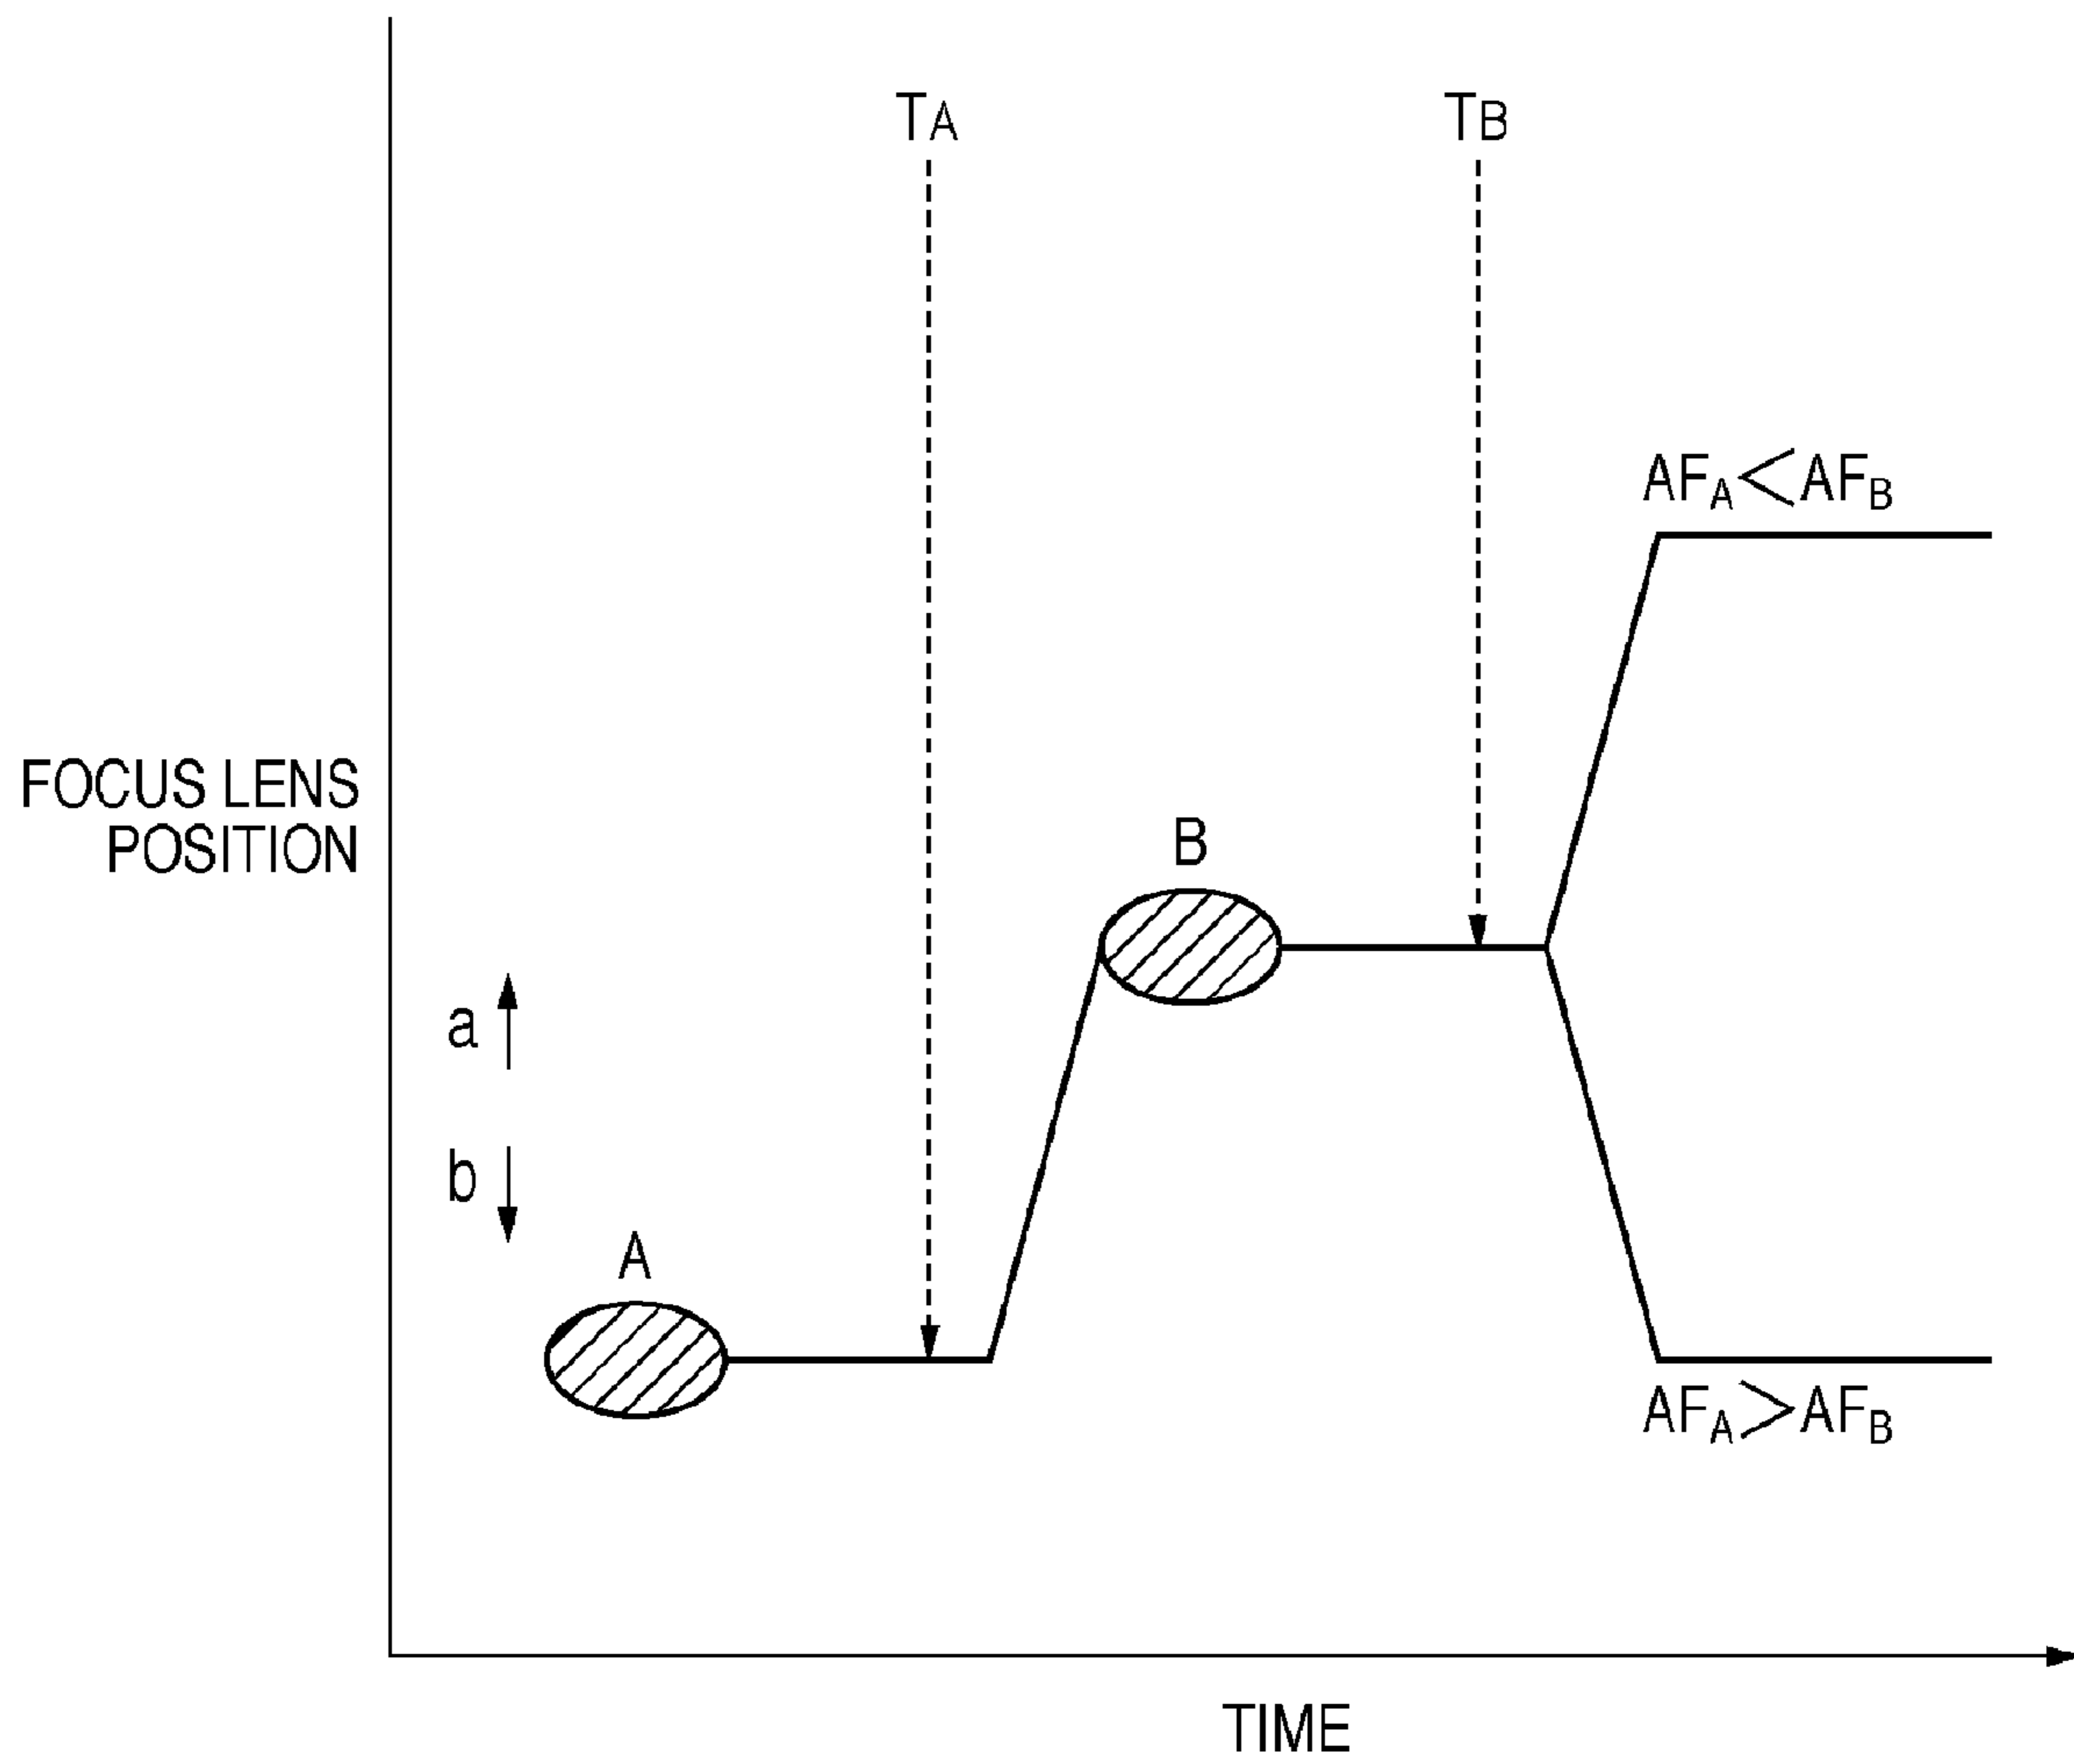 TA
TB
AFA<AFB
FOCUS LENS
POSITION
B
a
b
A
AFA>AFB
TIME